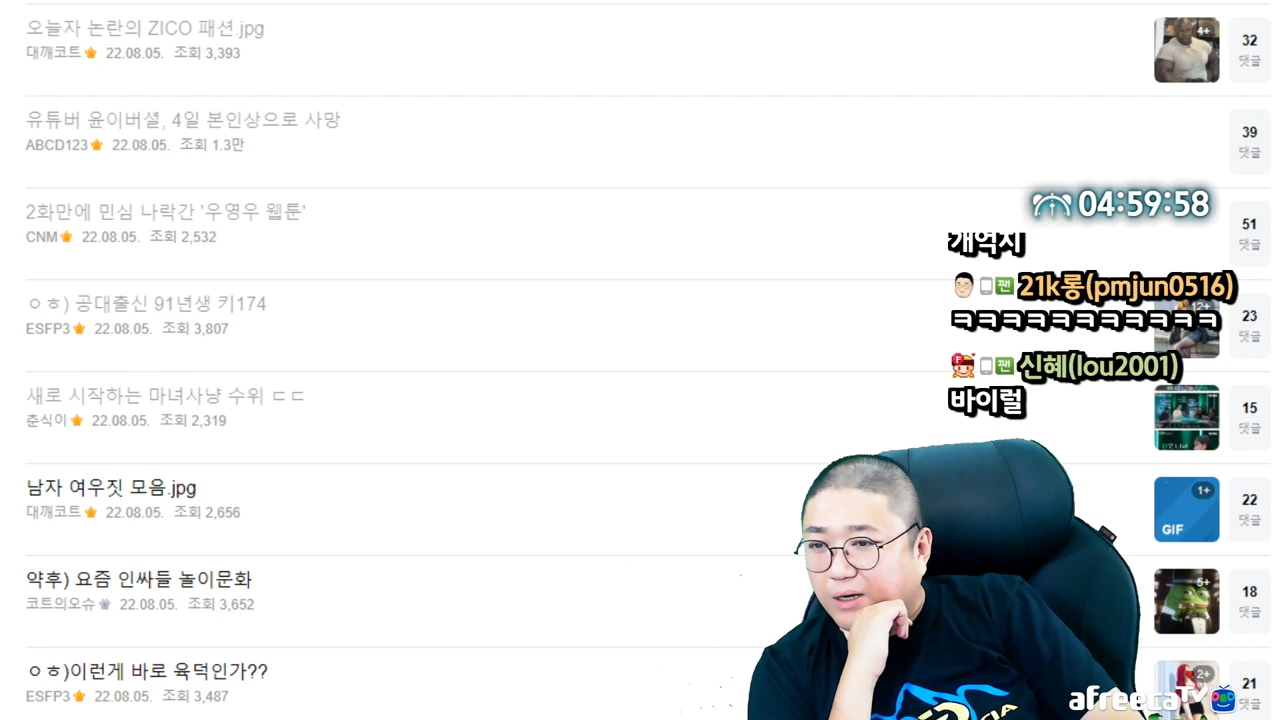 오늘자 논란의 ZICO 패션.jpg
대깨코트 22.08.05. 조회 3,393
4+
32
댓글
유튜버 윤이버셜, 4일 본인상으로 사망
ABCD123 22.08.05. 조회 1.3만
39
댓글
2화만에 민심 나락간 '우영우 웹툰'
CNM 22.08.05. 조회 2,532
51
댓글
04:59:58
개역지
21k롱(pmjun0516)
ㅋㅋㅋㅋㅋㅋㅋㅋㅋㅋㅋ
신혜(lou2001)
바이럴
ㅇㅎ) 공대출신 91년생 키174
ESFP3 22.08.05. 조회 3,807
12+
23
댓글
새로 시작하는 마녀사냥 수위 ㄷㄷ
춘식이 22.08.05. 조회 2,319
15
댓글
남자 여우짓 모음.jpg
대깨코트 22.08.05. 조회 2,656
1+
GIF
22
댓글
약후) 요즘 인싸들 놀이문화
코트의오슈 22.08.05. 조회 3,652
5+
18
댓글
ㅇㅎ)이런게 바로 육덕인가??
ESFP3 22.08.05. 조회 3,487
2+
21
댓글
afreecaTV